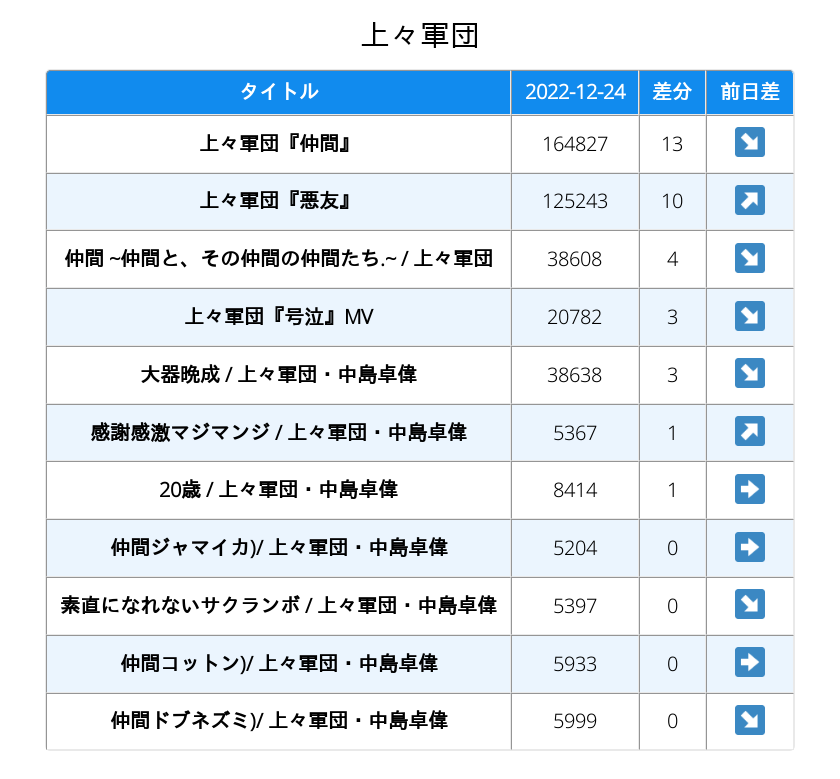 上々軍団
タイトル 2022-12-24 差分 前日差
上々軍団『仲間』 164827 13 ↘
上々軍団『悪友』 125243 10 ↗
仲間 ~仲間と、その仲間の仲間たち.~ / 上々軍団 38608 4 ↘
上々軍団『号泣』MV 20782 3 ↘
大器晩成 / 上々軍団・中島卓偉 38638 3 ↘
感謝感激マジマンジ / 上々軍団・中島卓偉 5367 1 ↗
20歳 / 上々軍団・中島卓偉 8414 1 ➡
仲間ジャマイカ)/ 上々軍団・中島卓偉 5204 0 ➡
素直になれないサクランボ / 上々軍団・中島卓偉 5397 0 ↘
仲間コットン)/ 上々軍団・中島卓偉 5933 0 ➡
仲間ドブネズミ)/ 上々軍団・中島卓偉 5999 0 ↘